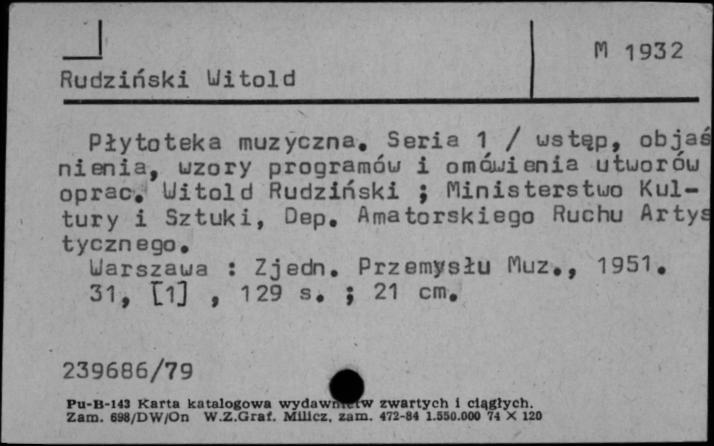 M 1932
Rudziński Witold
Płytoteka muzyczna. Seria 1 / wstęp, objaś
nienia, wzory programów i omówienia utworów
oprac. Witold Rudziński ; Ministerstwo Kul-
tury i Sztuki, Dep. Amatorskiego Ruchu Artys
tycznego.
Warszawa : Zjedn. Przemysłu Muz., 1951.
31, [1] , 129 s. ; 21 cm.
239686/79
Pu-B-143 Karta katalogowa wydawnictw zwartych i ciągłych.
Zam. 698/DW/On W.Z.Graf. Milicz, zam. 472-84 1.550.000 74 X 120